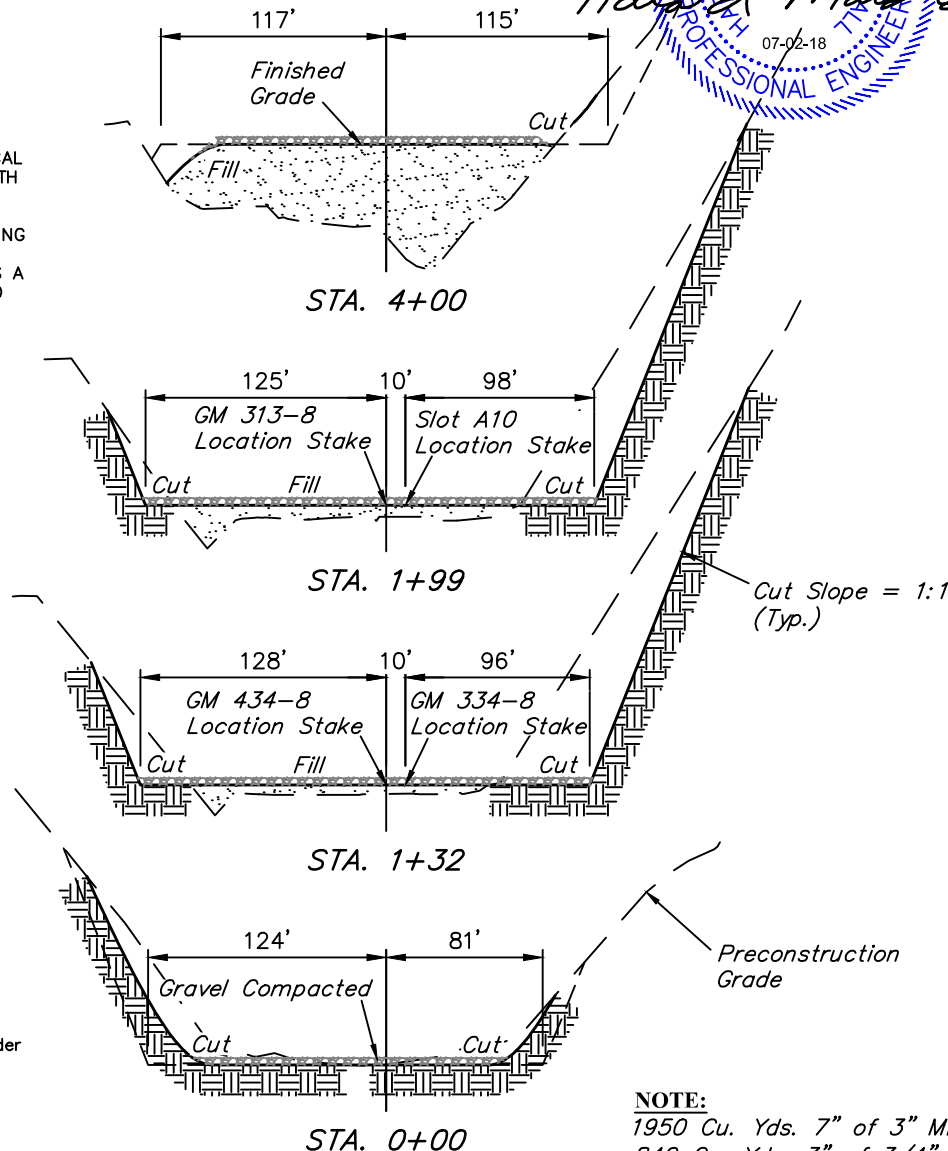 117' 115'
07-02-18
PROFESSIONAL ENGINEER
Finished
Grade
Cut
Fill
STA. 4+00
TH
NG
S A
125' 10' 98'
GM 313-8
Location Stake
Slot A10
Location Stake
Cut Fill Cut
STA. 1+99
Cut Slope = 1:1
(Typ.)
128' 10' 96'
GM 434-8
Location Stake
GM 334-8
Location Stake
Cut Fill Cut
STA. 1+32
124' 81'
Preconstruction
Grade
Gravel Compacted
Cut Cut
der
STA. 0+00
NOTE:
1950 Cu. Yds. 7" of 3" M